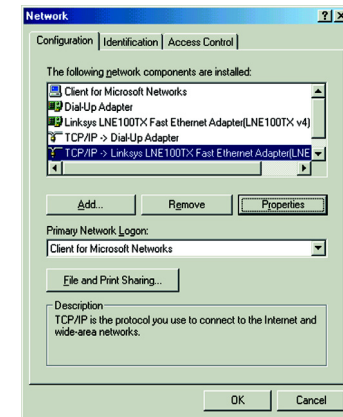 Network
Configuration Identification Access Control
The following network components are installed:
Client for Microsoft Networks
Dial-Up Adapter
Linksys LNE100TX Fast Ethernet Adapter(LNE100TX v4)
TCP/IP -> Dial-Up Adapter
TCP/IP -> Linksys LNE100TX Fast Ethernet Adapter(LNE
Add... Remove Properties
Primary Network Logon:
Client for Microsoft Networks
File and Print Sharing...
Description
TCP/IP is the protocol you use to connect to the Internet and
wide-area networks.
OK Cancel